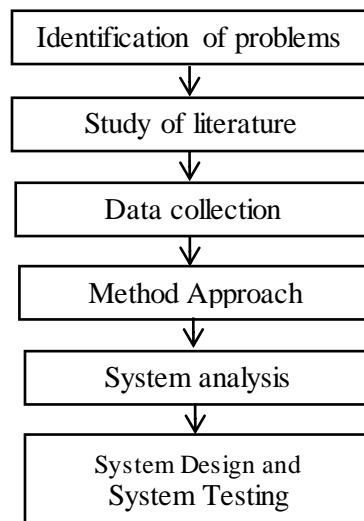 Identification of problems
Study of literature
Data collection
Method Approach
System analysis
System Design and
System Testing